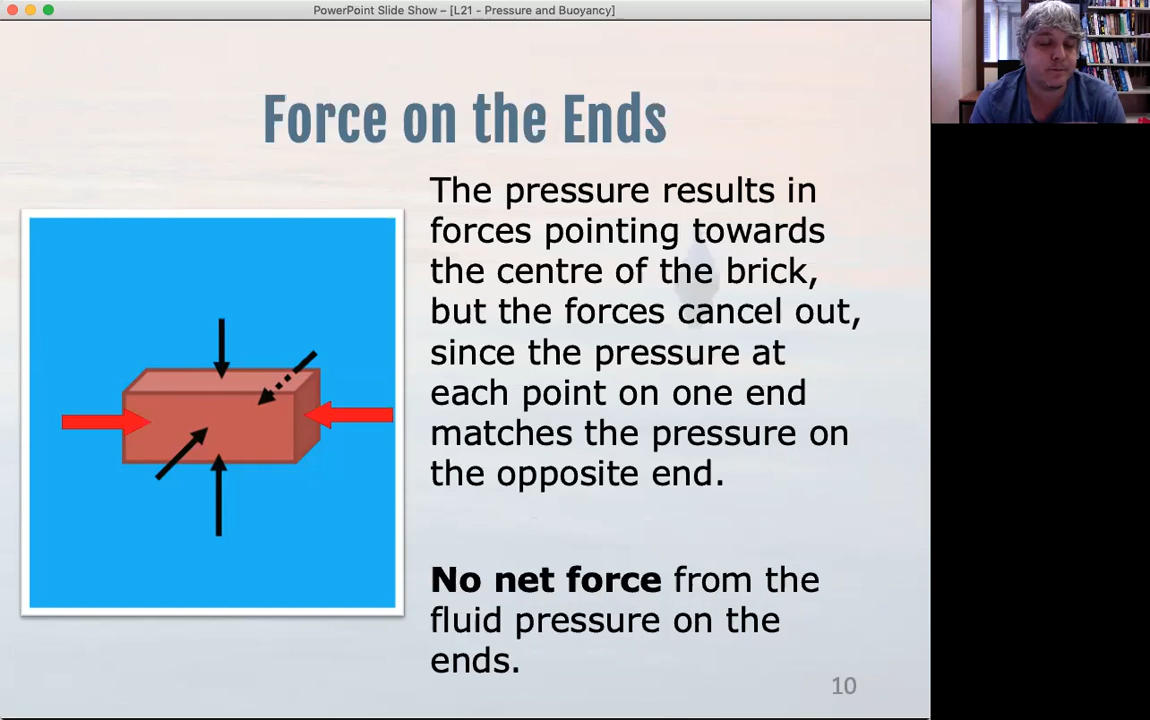 PowerPoint Slide Show – [L21 - Pressure and Buoyancy]
Force on the Ends
The pressure results in
forces pointing towards
the centre of the brick,
but the forces cancel out,
since the pressure at
each point on one end
matches the pressure on
the opposite end.
No net force from the
fluid pressure on the
ends.
10